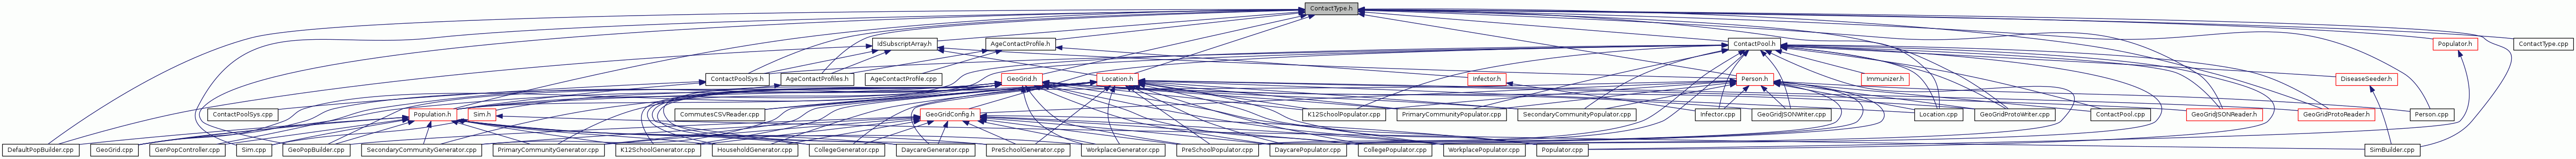 ContactType.h
IdSubscriptArray.h
AgeContactProfile.h
ContactPool.h
Populator.h
ContactType.cpp
ContactPoolSys.h
AgeContactProfiles.h
AgeContactProfile.cpp
GeoGrid.h
Location.h
Infector.h
Person.h
Immunizer.h
DiseaseSeeder.h
ContactPoolSys.cpp
Population.h
Sim.h
CommutesCSVReader.cpp
GeoGridConfig.h
K12SchoolPopulator.cpp
PrimaryCommunityPopulator.cpp
SecondaryCommunityPopulator.cpp
Infector.cpp
GeoGridJSONWriter.cpp
Location.cpp
GeoGridProtoWriter.cpp
ContactPool.cpp
GeoGridJSONReader.h
GeoGridProtoReader.h
Person.cpp
DefaultPopBuilder.cpp
GeoGrid.cpp
GenPopController.cpp
Sim.cpp
GeoPopBuilder.cpp
SecondaryCommunityGenerator.cpp
PrimaryCommunityGenerator.cpp
K12SchoolGenerator.cpp
HouseholdGenerator.cpp
CollegeGenerator.cpp
DaycareGenerator.cpp
PreSchoolGenerator.cpp
WorkplaceGenerator.cpp
PreSchoolPopulator.cpp
DaycarePopulator.cpp
CollegePopulator.cpp
WorkplacePopulator.cpp
Populator.cpp
SimBuilder.cpp